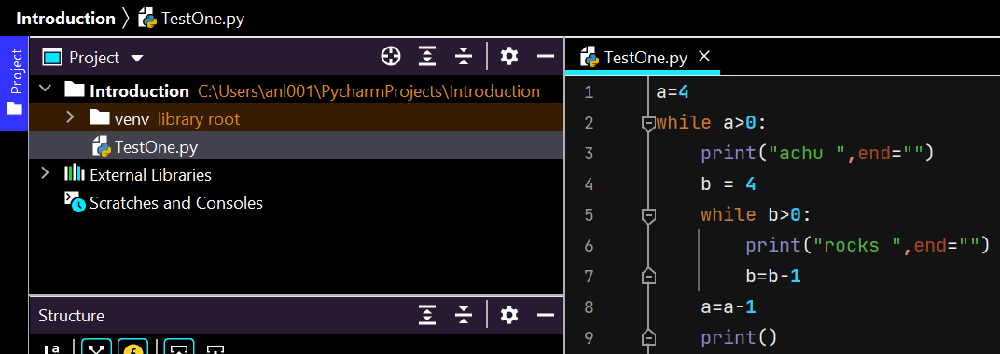 Introduction 〉 TestOne.py
Project
Project
Introduction C:\Users\anl001\PycharmProjects\Introduction
venv library root
TestOne.py
External Libraries
Scratches and Consoles
Structure
TestOne.py ×
1 a=4
2 while a>0:
3     print("achu ",end="")
4     b = 4
5     while b>0:
6         print("rocks ",end="")
7         b=b-1
8     a=a-1
9     print()